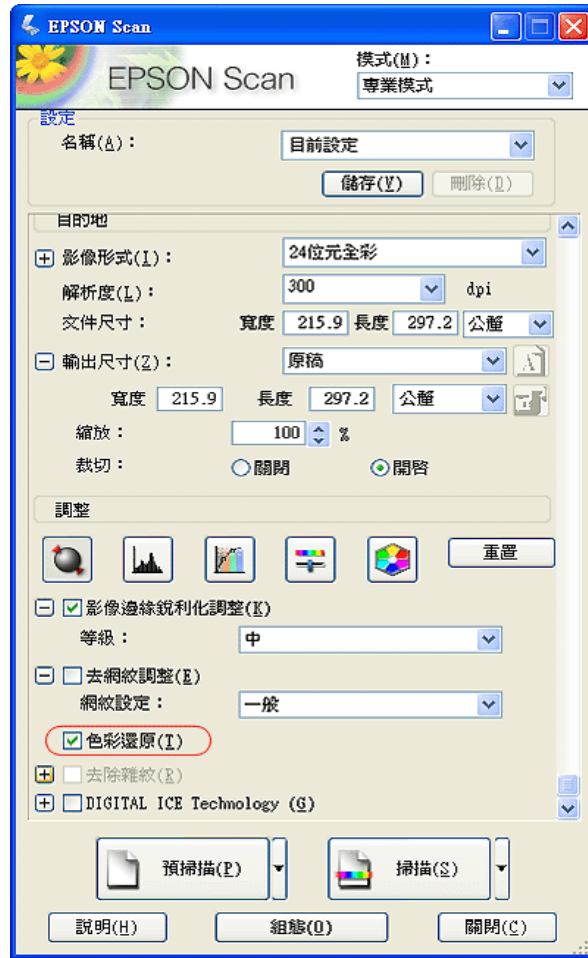 EPSON Scan
EPSON Scan
模式(M)：
專業模式
設定
名稱(A)：
目前設定
儲存(V)
刪除(D)
目的地
影像形式(I)：
24位元全彩
解析度(L)：
300
dpi
文件尺寸： 寬度 215.9 長度 297.2 公釐
輸出尺寸(Z)：
原稿
寬度 215.9 長度 297.2 公釐
縮放： 100 %
裁切： 關閉 開啓
調整
重置
影像邊緣銳利化調整(K)
等級： 中
去網紋調整(E)
網紋設定： 一般
色彩還原(T)
去除雜紋(R)
DIGITAL ICE Technology (G)
預掃描(P)
掃描(S)
說明(H)
組態(O)
關閉(C)